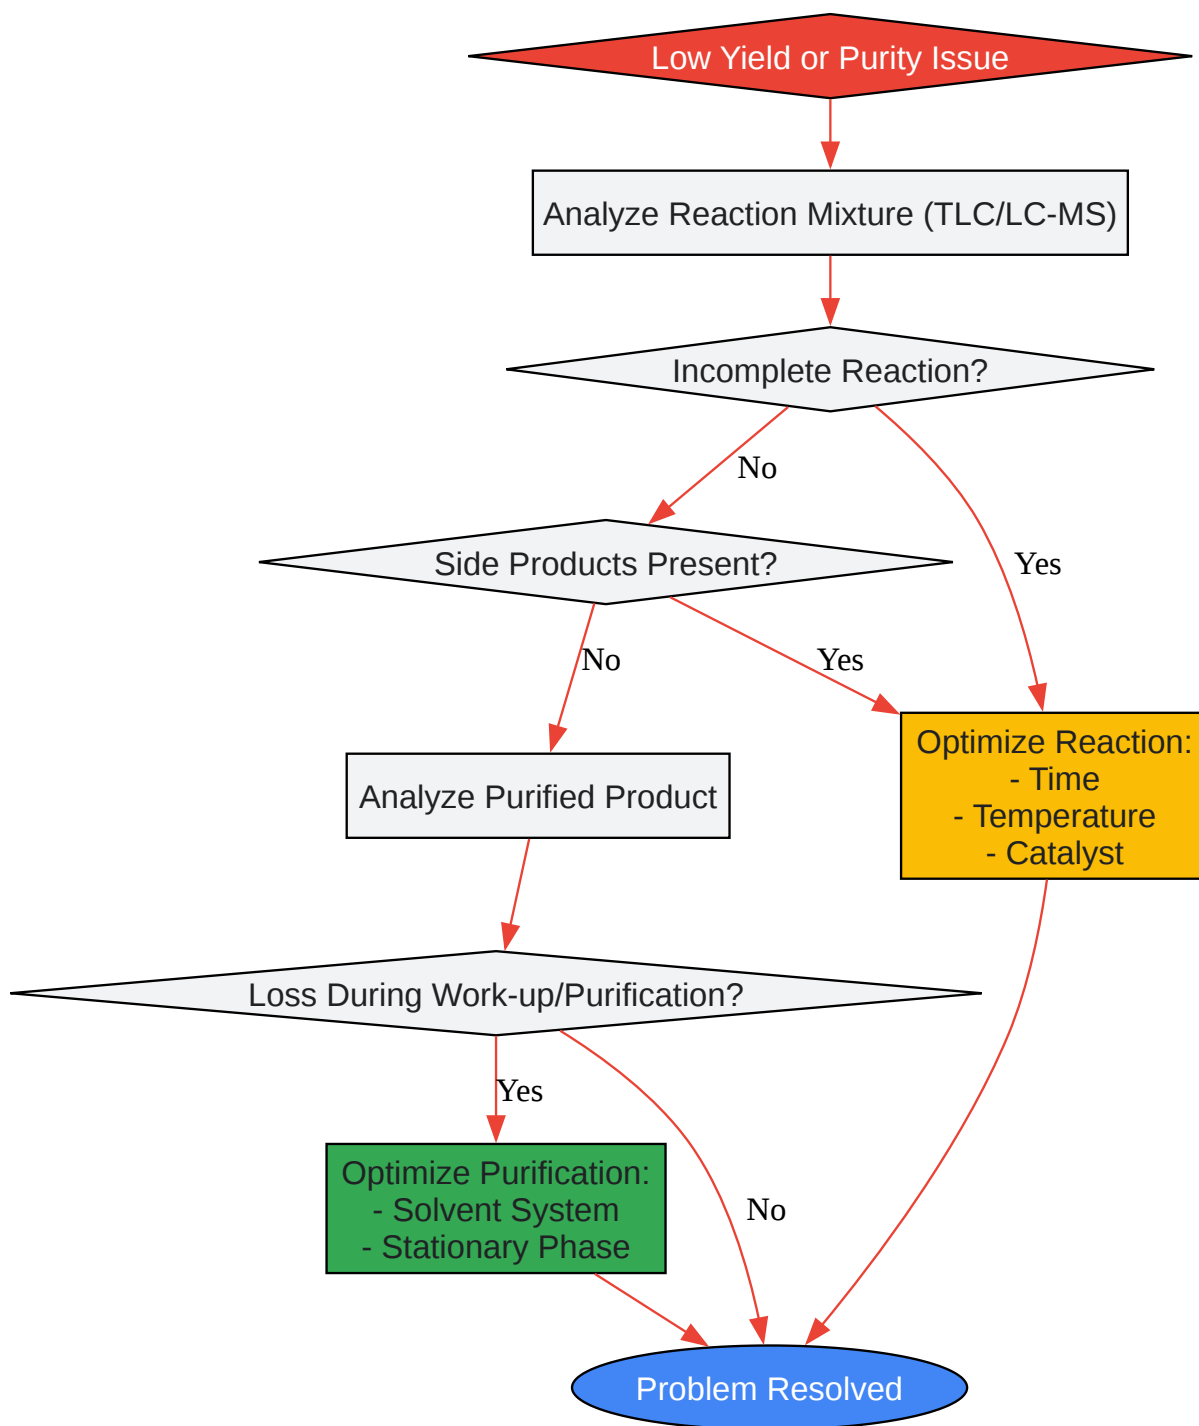 Low Yield or Purity Issue
Analyze Reaction Mixture (TLC/LC-MS)
Incomplete Reaction?
No
Yes
Side Products Present?
No
Yes
Optimize Reaction:
- Time
- Temperature
- Catalyst
Analyze Purified Product
Loss During Work-up/Purification?
Yes
No
Optimize Purification:
- Solvent System
- Stationary Phase
Problem Resolved